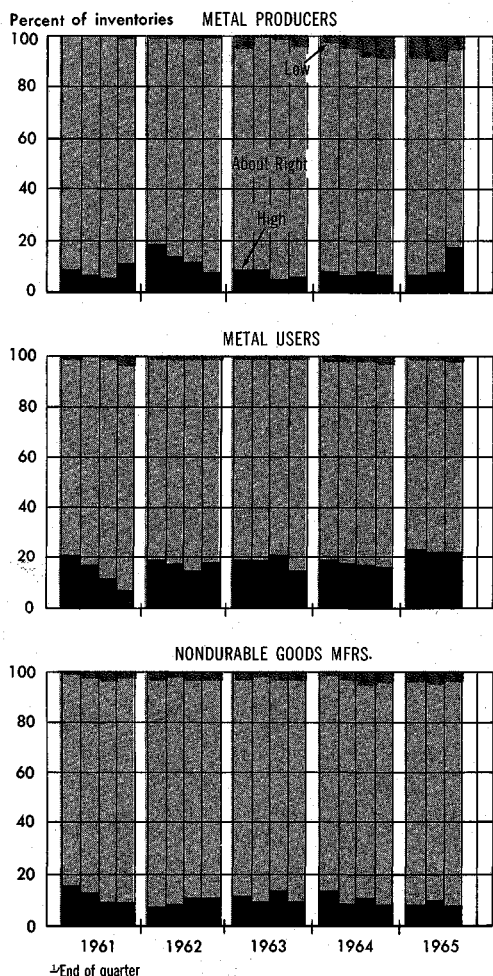 Percent of inventories METAL PRODUCERS
100
Low
80
60
About Right
40
High
20
0
METAL USERS
100
80
60
40
20
0
NONDURABLE GOODS MFRS.
100
80
60
40
20
0
1961 1962 1963 1964 1965
1/End of quarter